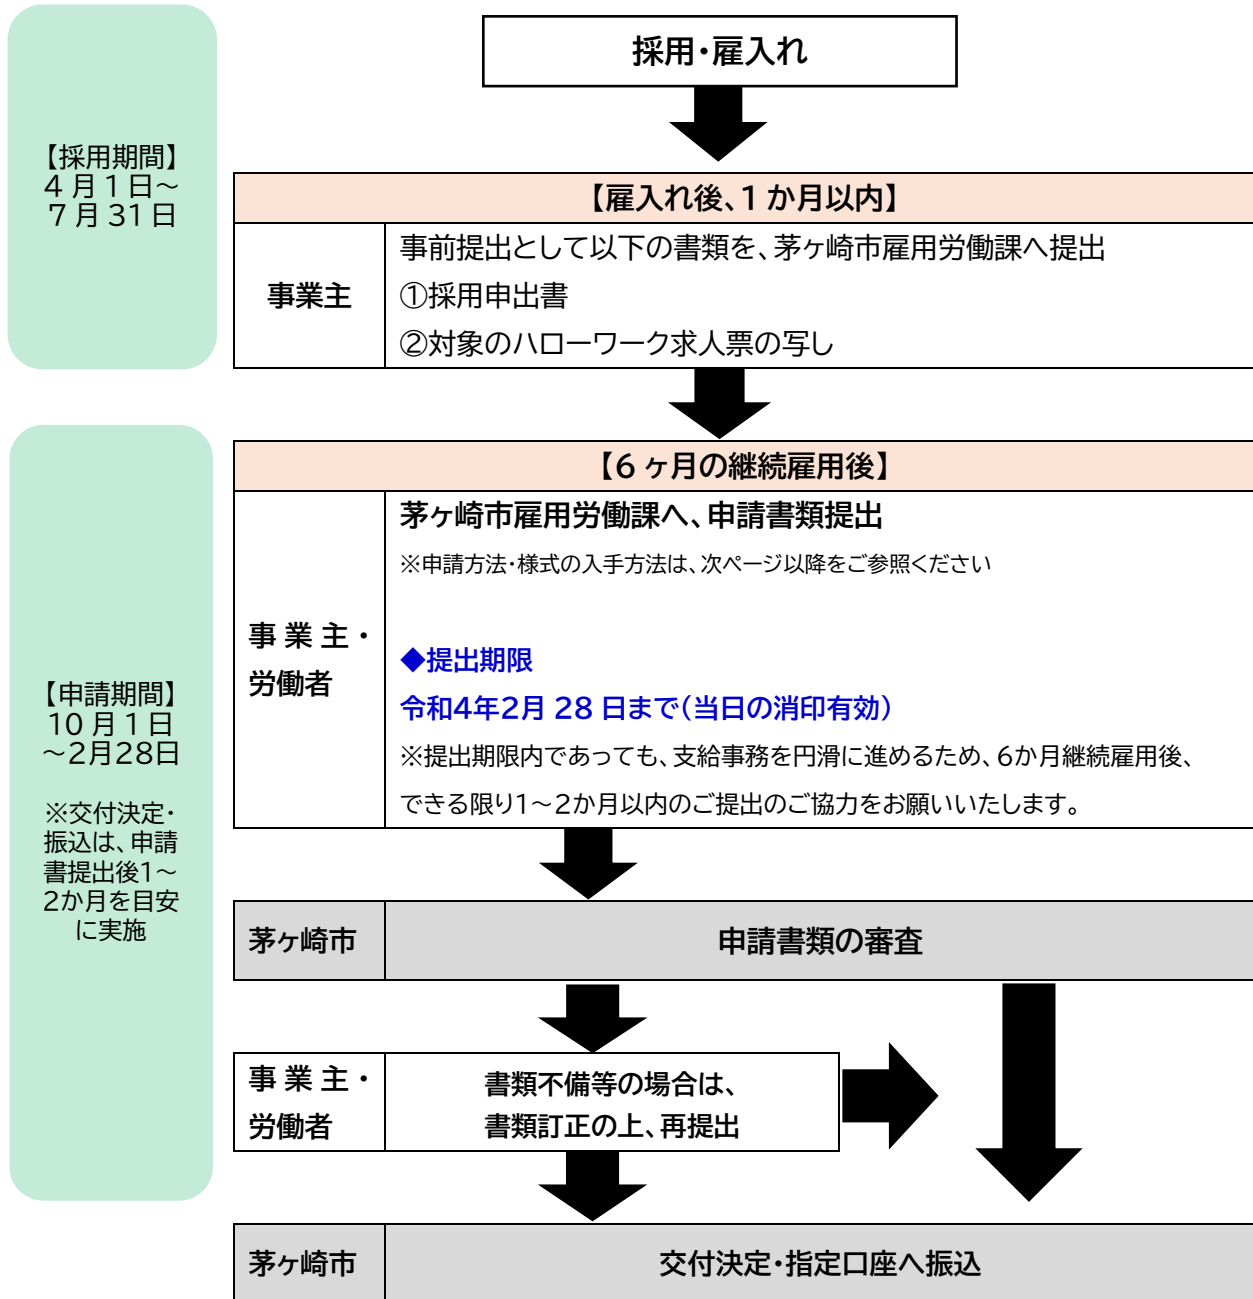 採用・雇入れ
【採用期間】
4月1日～
7月31日
【雇入れ後、1か月以内】
事業主
事前提出として以下の書類を、茅ヶ崎市雇用労働課へ提出
①採用申出書
②対象のハローワーク求人票の写し
【申請期間】
10月1日
～2月28日
※交付決定・
振込は、申請
書提出後1～
2か月を目安
に実施
【6ヶ月の継続雇用後】
事業主・
労働者
茅ヶ崎市雇用労働課へ、申請書類提出
※申請方法・様式の入手方法は、次ページ以降をご参照ください
◆提出期限
令和4年2月28日まで（当日の消印有効）
※提出期限内であっても、支給事務を円滑に進めるため、6か月継続雇用後、
できる限り1～2か月以内のご提出のご協力をお願いいたします。
茅ヶ崎市
申請書類の審査
事業主・
労働者
書類不備等の場合は、
書類訂正の上、再提出
茅ヶ崎市
交付決定・指定口座へ振込